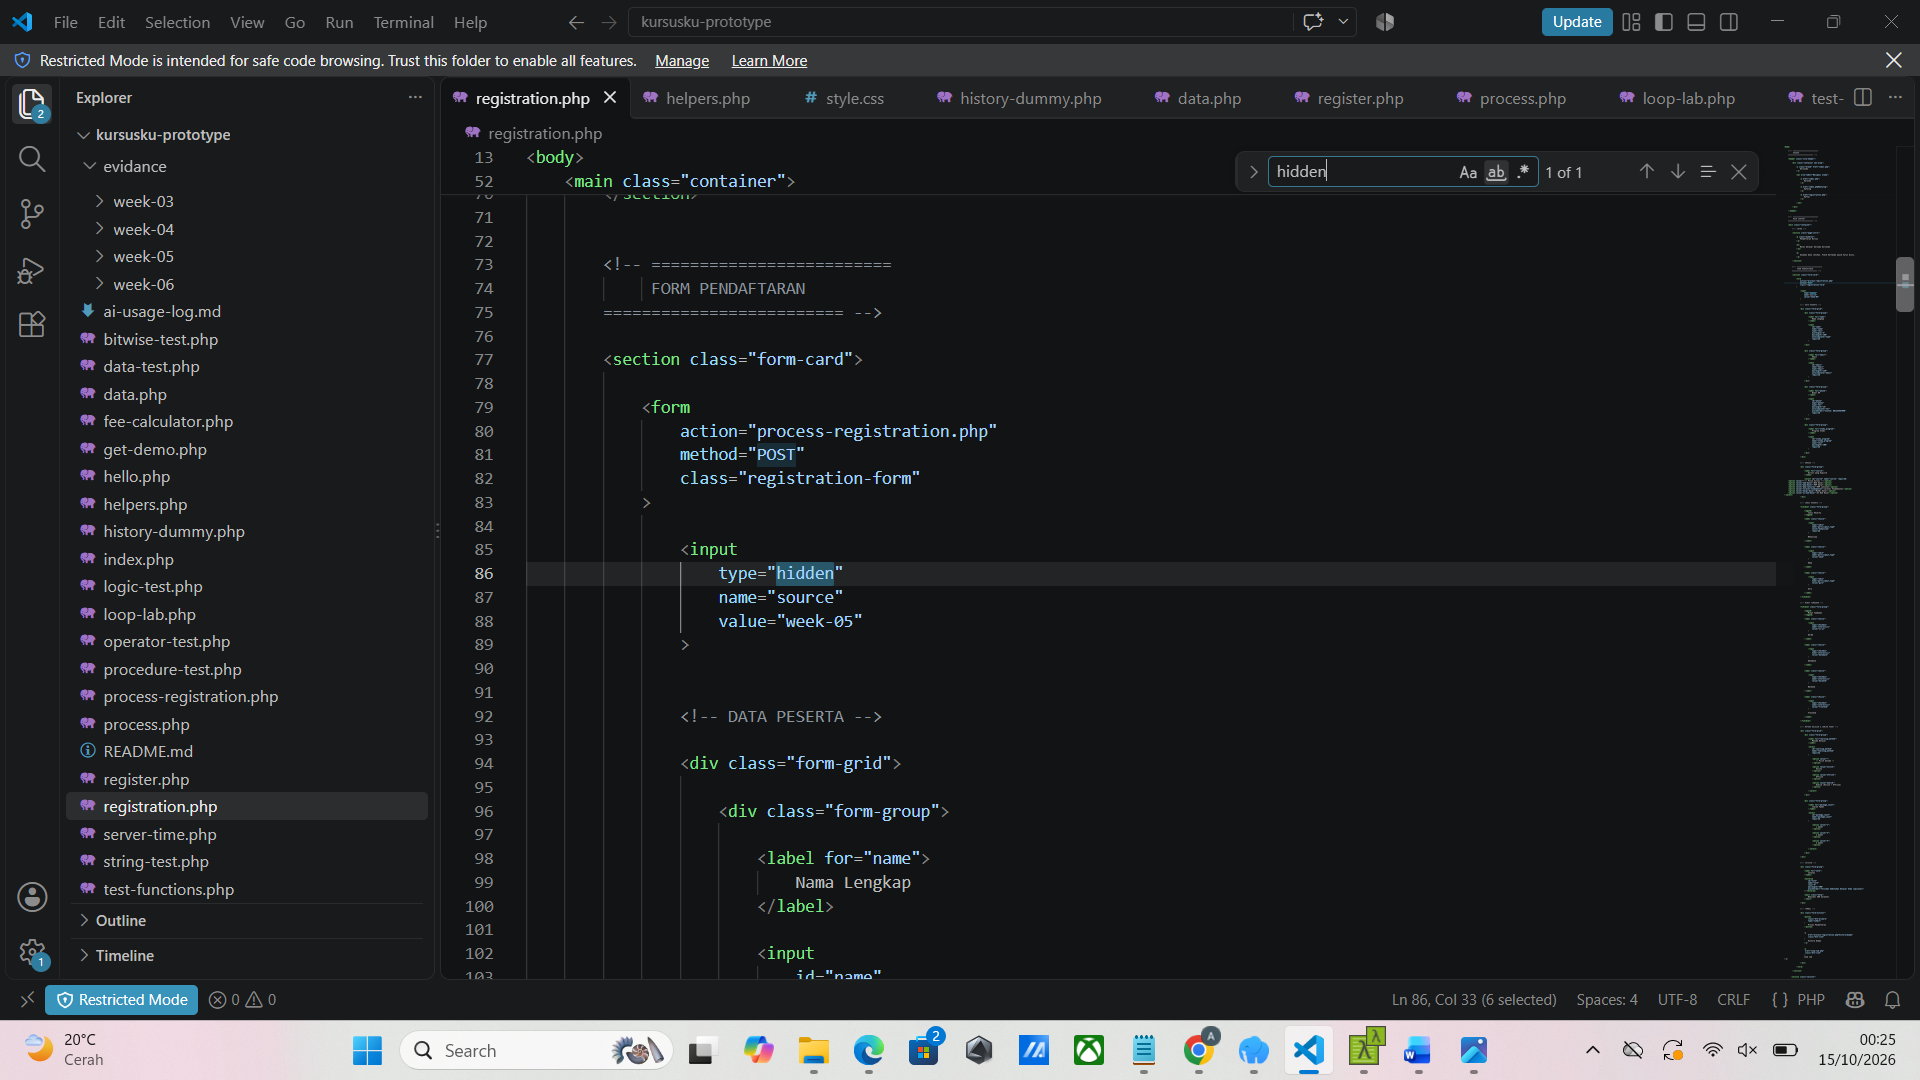 File Edit Selection View Go Run Terminal Help
kursusku-prototype
Update
Restricted Mode is intended for safe code browsing. Trust this folder to enable all features. Manage Learn More
Explorer
registration.php helpers.php # style.css history-dummy.php data.php register.php process.php loop-lab.php test-
2
kursusku-prototype
evidance
week-03
week-04
week-05
week-06
ai-usage-log.md
bitwise-test.php
data-test.php
data.php
fee-calculator.php
get-demo.php
hello.php
helpers.php
history-dummy.php
index.php
logic-test.php
loop-lab.php
operator-test.php
procedure-test.php
process-registration.php
process.php
README.md
register.php
registration.php
server-time.php
string-test.php
test-functions.php
Outline
Timeline
1
registration.php
hidden Aa ab .* 1 of 1
13 <body>
52 <main class="container">
70 </section>
71
72
73 <!-- =========================
74 FORM PENDAFTARAN
75 ========================= -->
76
77 <section class="form-card">
78
79 <form
80 action="process-registration.php"
81 method="POST"
82 class="registration-form"
83 >
84
85 <input
86 type="hidden"
87 name="source"
88 value="week-05"
89 >
90
91
92 <!-- DATA PESERTA -->
93
94 <div class="form-grid">
95
96 <div class="form-group">
97
98 <label for="name">
99 Nama Lengkap
100 </label>
101
102 <input
103 id="name"
Restricted Mode 0 0 Ln 86, Col 33 (6 selected) Spaces: 4 UTF-8 CRLF { } PHP
20°C
Cerah
Search
2
A
00:25
15/10/2026